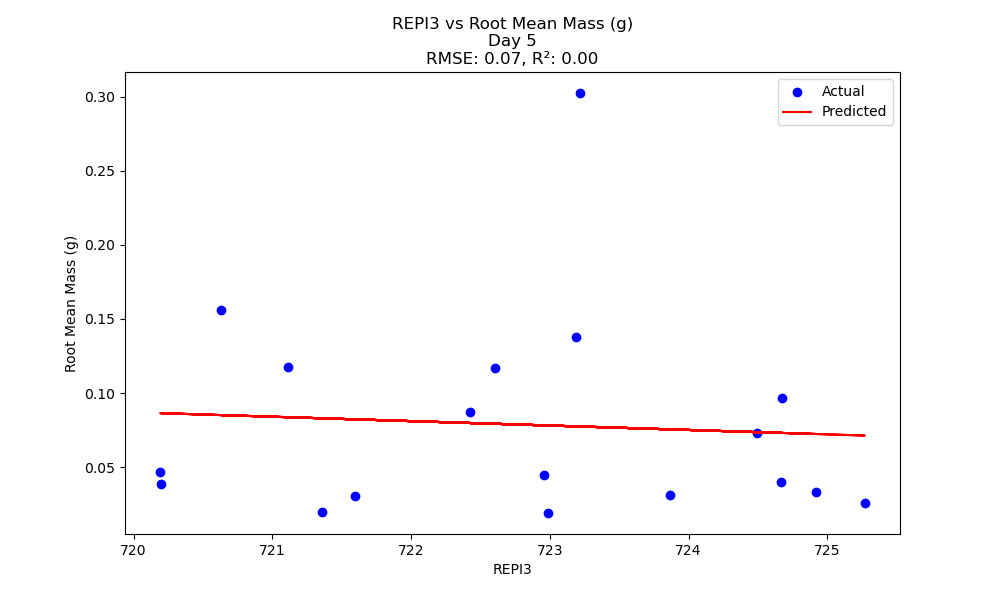 REPI3 vs Root Mean Mass (g)
Day 5
RMSE: 0.07, R²: 0.00
Actual
Predicted
Root Mean Mass (g)
0.30
0.25
0.20
0.15
0.10
0.05
720
721
722
723
724
725
REPI3